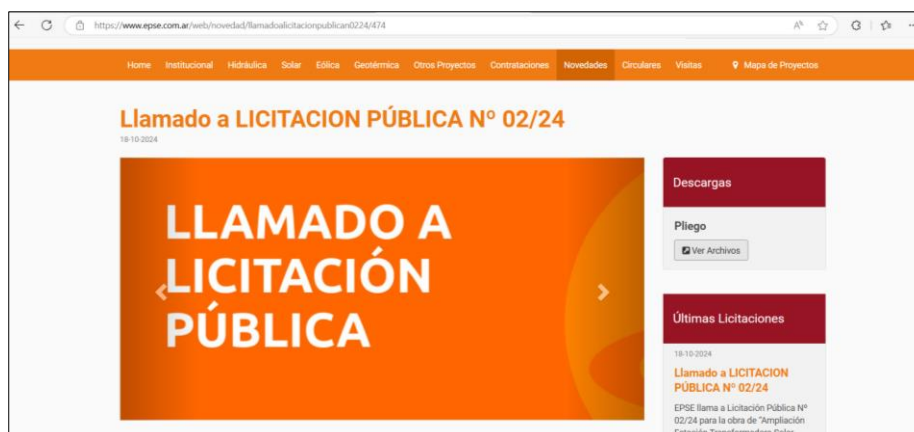 https://www.epse.com.ar/web/novedad/llamadoalicitacionpublican0224/474
Home Institucional Hidráulica Solar Eólica Geotérmica Otros Proyectos Contrataciones Novedades Circulares Visitas Mapa de Proyectos
Llamado a LICITACION PÚBLICA Nº 02/24
18-10-2024
LLAMADO A
LICITACIÓN
PÚBLICA
Descargas
Pliego
Ver Archivos
Últimas Licitaciones
18-10-2024
Llamado a LICITACION
PÚBLICA Nº 02/24
EPSE llama a Licitación Pública Nº
02/24 para la obra de "Ampliación
Estación Transformadora Solar